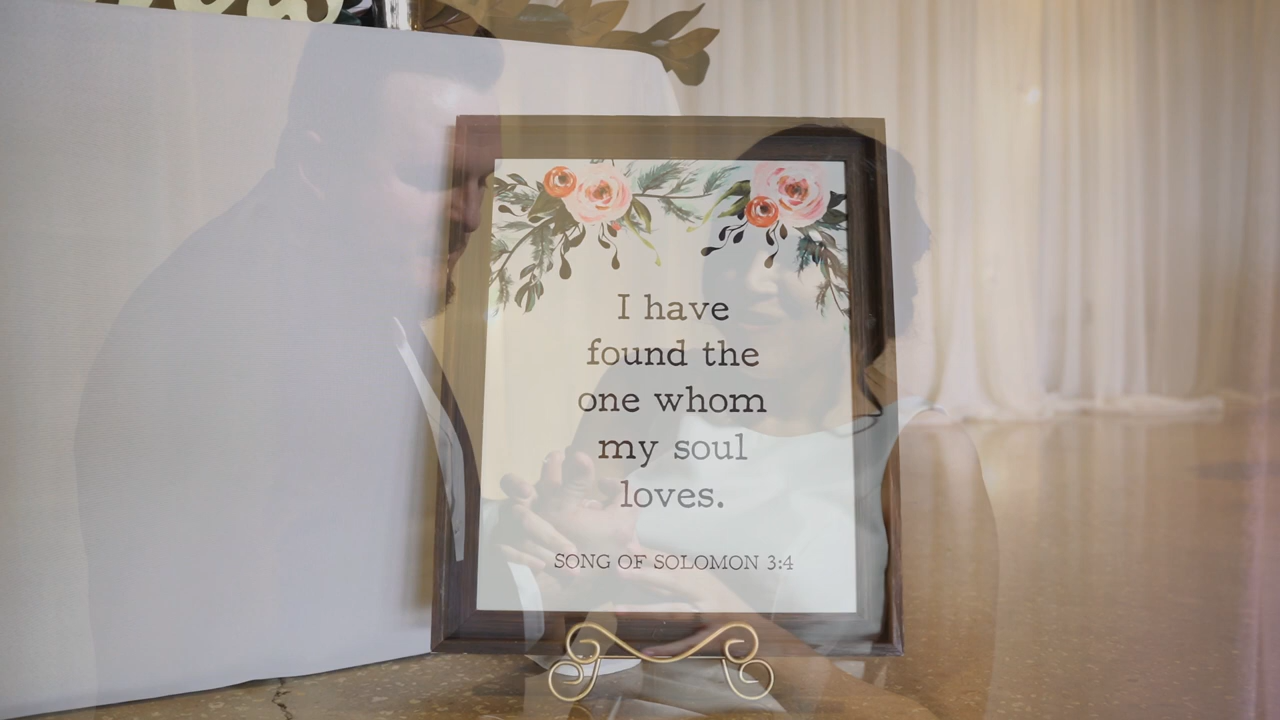 I have
found the
one whom
my soul
loves.
SONG OF SOLOMON 3:4